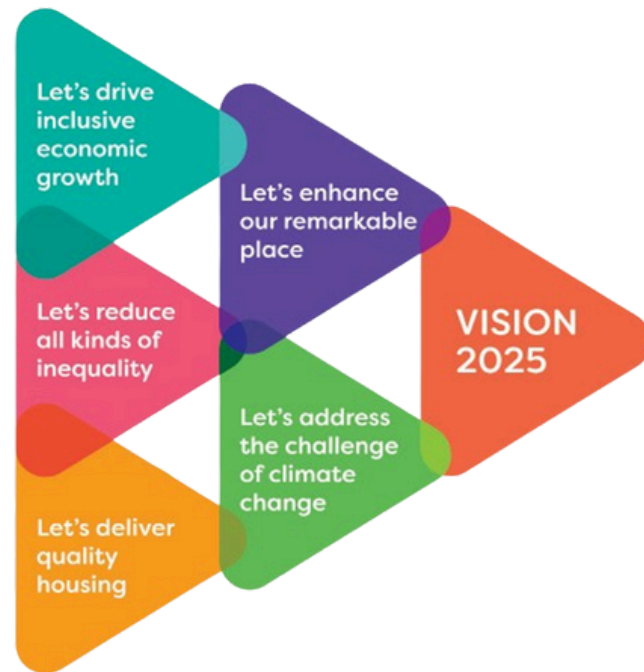 Let’s drive
inclusive
economic
growth
Let’s enhance
our remarkable
place
Let’s reduce
all kinds of
inequality
VISION
2025
Let’s address
the challenge
of climate
change
Let’s deliver
quality
housing